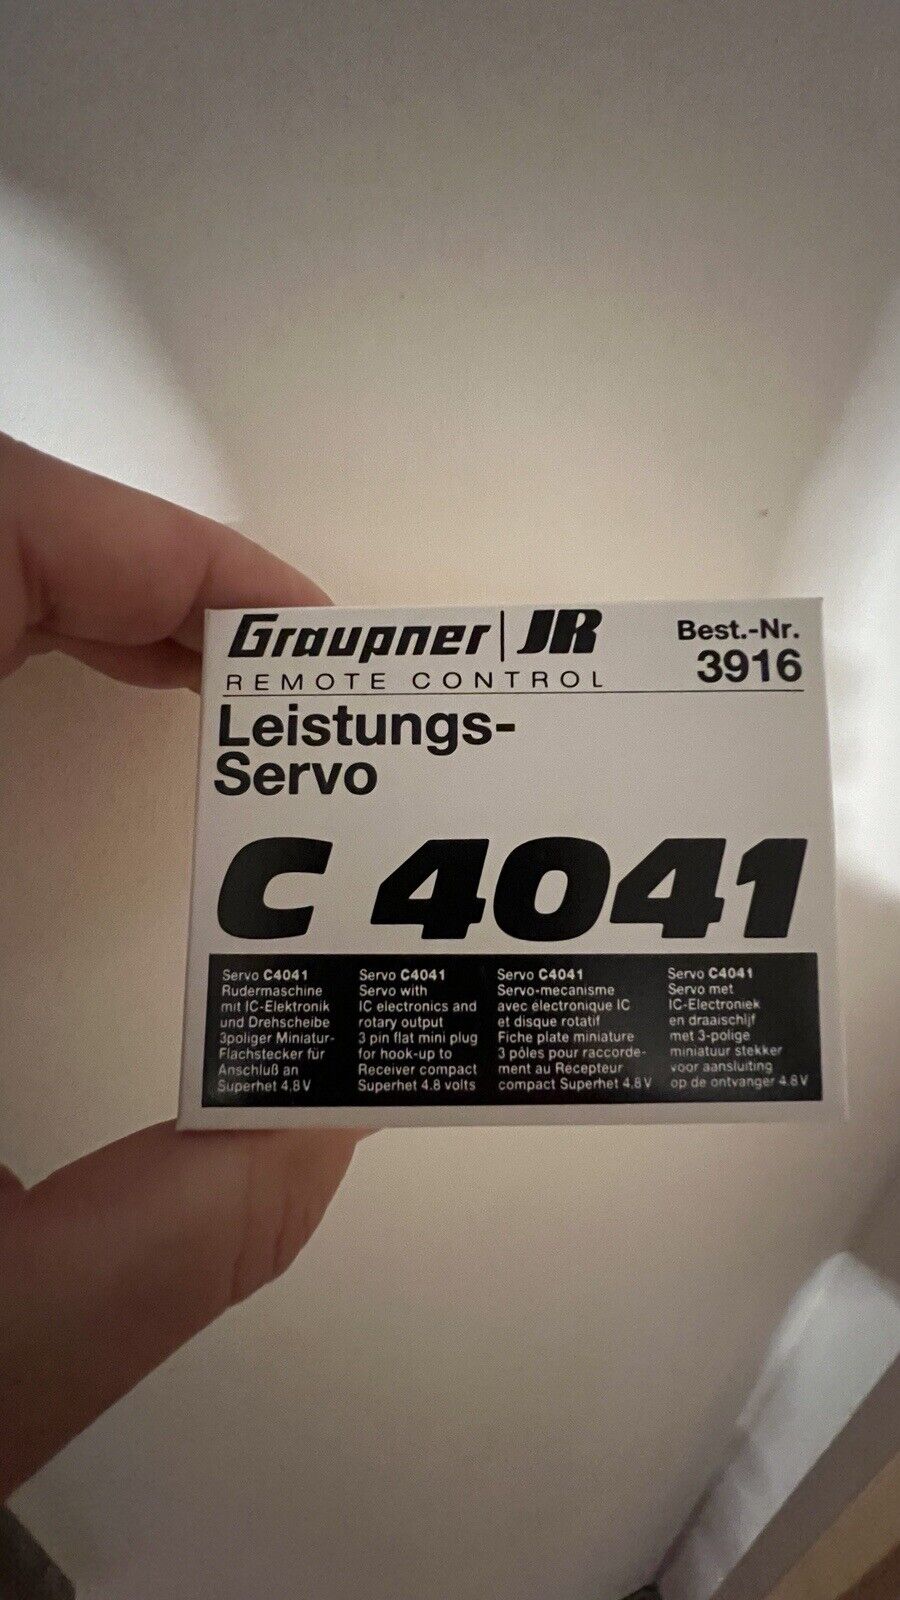 Graupner | JR
REMOTE CONTROL
Best.-Nr.
3916
Leistungs-
Servo
C 4041
Servo C4041
Rudermaschine
mit IC-Elektronik
und Drehscheibe
3poliger Miniatur-
Flachstecker für
Anschluß an
Superhet 4,8V
Servo C4041
Servo with
IC electronics and
rotary output
3 pin flat mini plug
for hook-up to
Receiver compact
Superhet 4.8 volts
Servo C4041
Servo-mecanisme
avec électronique IC
et disque rotatif
Fiche plate miniature
3 pôles pour raccorde-
ment au Récepteur
compact Superhet 4,8V
Servo C4041
Servo met
IC-Electroniek
en draaischijf
met 3-polige
miniatuur stekker
voor aansluiting
op de ontvanger 4.8V